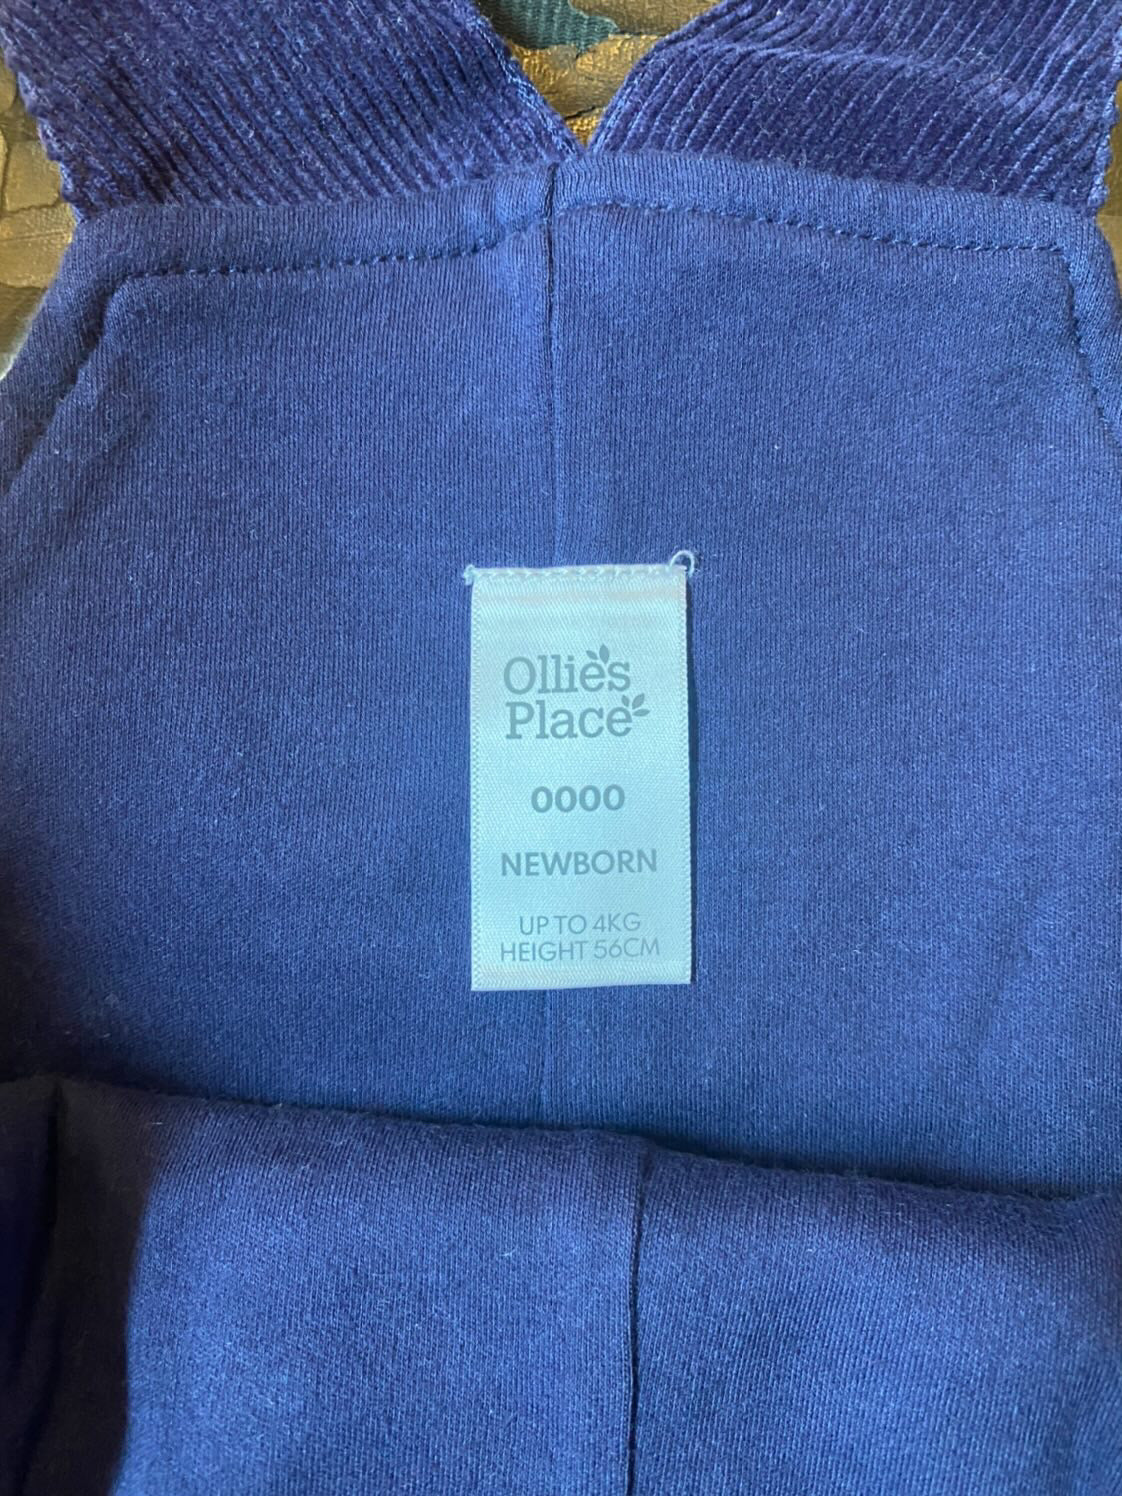 Ollie's
Place
0000
NEWBORN
UP TO 4KG
HEIGHT 56CM